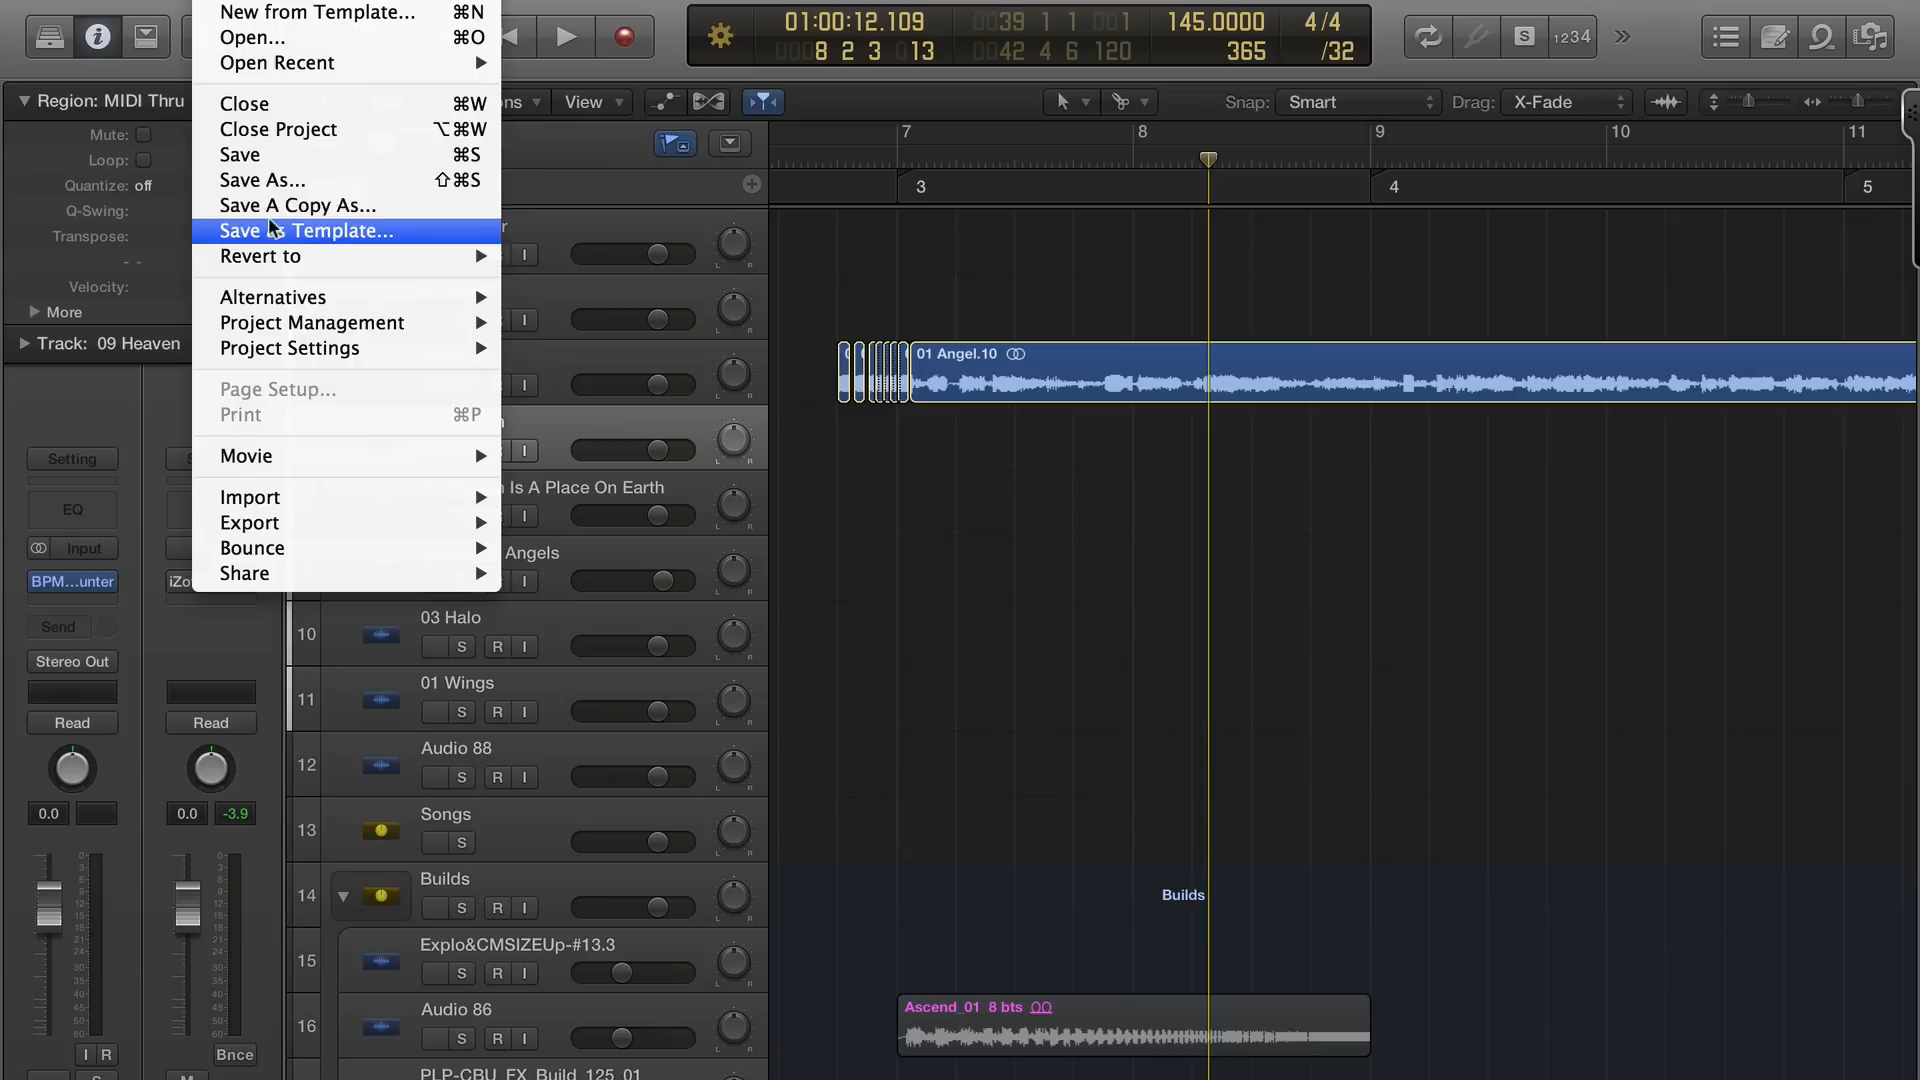 New from Template... ⌘N
Open... ⌘O
Open Recent
Close ⌘W
Close Project ⌥⌘W
Save ⌘S
Save As... ⇧⌘S
Save A Copy As...
Save Template...
Revert to
Alternatives
Project Management
Project Settings
Page Setup...
Print ⌘P
Movie
Import
Export
Bounce
Share
01:00:12.109
8 2 3 13
39 1 1 001
42 4 6 120
145.0000
365
4/4
/32
S
1234
Region: MIDI Thru
Mute:
Loop:
Quantize: off
Q-Swing:
Transpose:
- -
Velocity:
More
Track: 09 Heaven
View
Snap: Smart
Drag: X-Fade
7 8 9 10 11
3 4 5
01 Angel.10
Setting
EQ
Input
BPM...unter
Send
Stereo Out
Read Read
0.0 0.0 -3.9
I R
Bnce
I
I
I
I
Is A Place On Earth
I
Angels
I
10 03 Halo
S R I
11 01 Wings
S R I
12 Audio 88
S R I
13 Songs
S
14 Builds
S R I
Builds
15 Explo&CMSIZEUp-#13.3
S R I
16 Audio 86
S R I
Ascend_01 8 bts
PLP-CBU_FX_Build_125_01